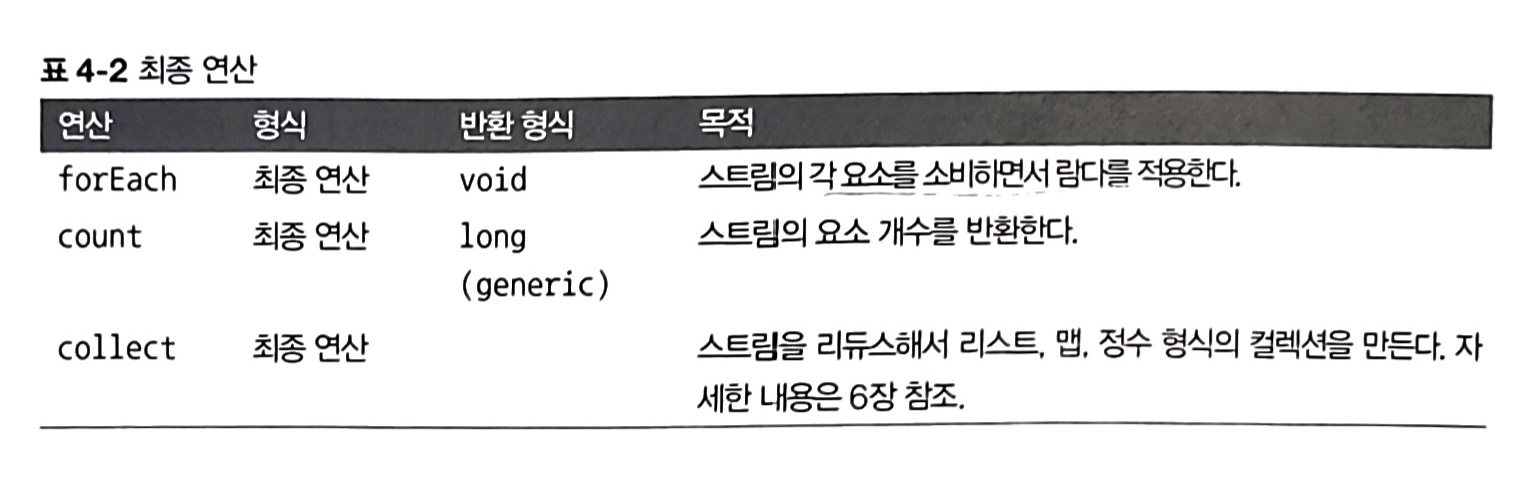 표 4-2 최종 연산
연산 형식 반환 형식 목적
forEach 최종 연산 void 스트림의 각 요소를 소비하면서 람다를 적용한다.
count 최종 연산 long 스트림의 요소 개수를 반환한다.
(generic)
collect 최종 연산 스트림을 리듀스해서 리스트, 맵, 정수 형식의 컬렉션을 만든다. 자
세한 내용은 6장 참조.